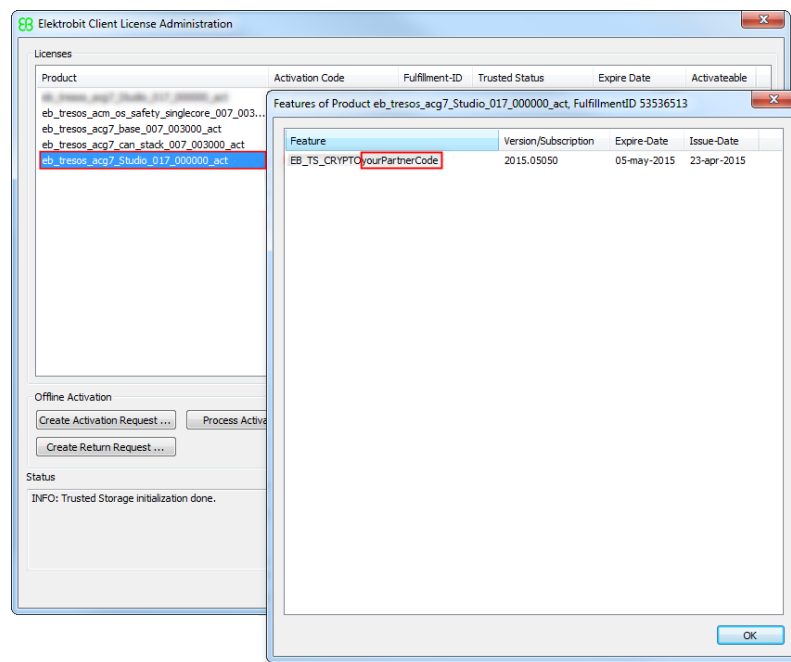 Elektrobit Client License Administration
Licenses
Product Activation Code Fulfillment-ID Trusted Status Expire Date Activateable
eb_tresos_acm_os_safety_singlecore_007_003...
eb_tresos_acg7_base_007_003000_act
eb_tresos_acg7_can_stack_007_003000_act
eb_tresos_acg7_Studio_017_000000_act
Offline Activation
Create Activation Request ... Process Activa
Create Return Request ...
Status
INFO: Trusted Storage initialization done.
Features of Product eb_tresos_acg7_Studio_017_000000_act, FulfillmentID 53536513
Feature Version/Subscription Expire-Date Issue-Date
EB_TS_CRYPTOyourPartnerCode 2015.05050 05-may-2015 23-apr-2015
OK